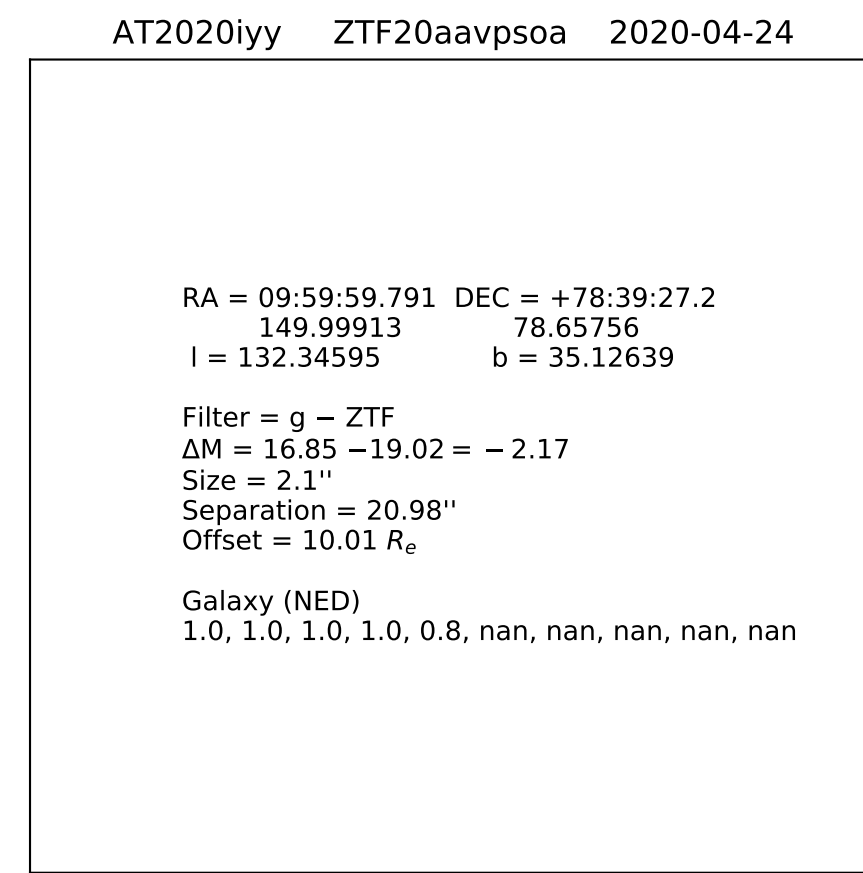 AT2020iyy ZTF20aavpsoa 2020-04-24
RA = 09:59:59.791 DEC = +78:39:27.2
149.99913 78.65756
l = 132.34595 b = 35.12639
Filter = g − ZTF
ΔM = 16.85 −19.02 = − 2.17
Size = 2.1''
Separation = 20.98''
Offset = 10.01 Re
Galaxy (NED)
1.0, 1.0, 1.0, 1.0, 0.8, nan, nan, nan, nan, nan